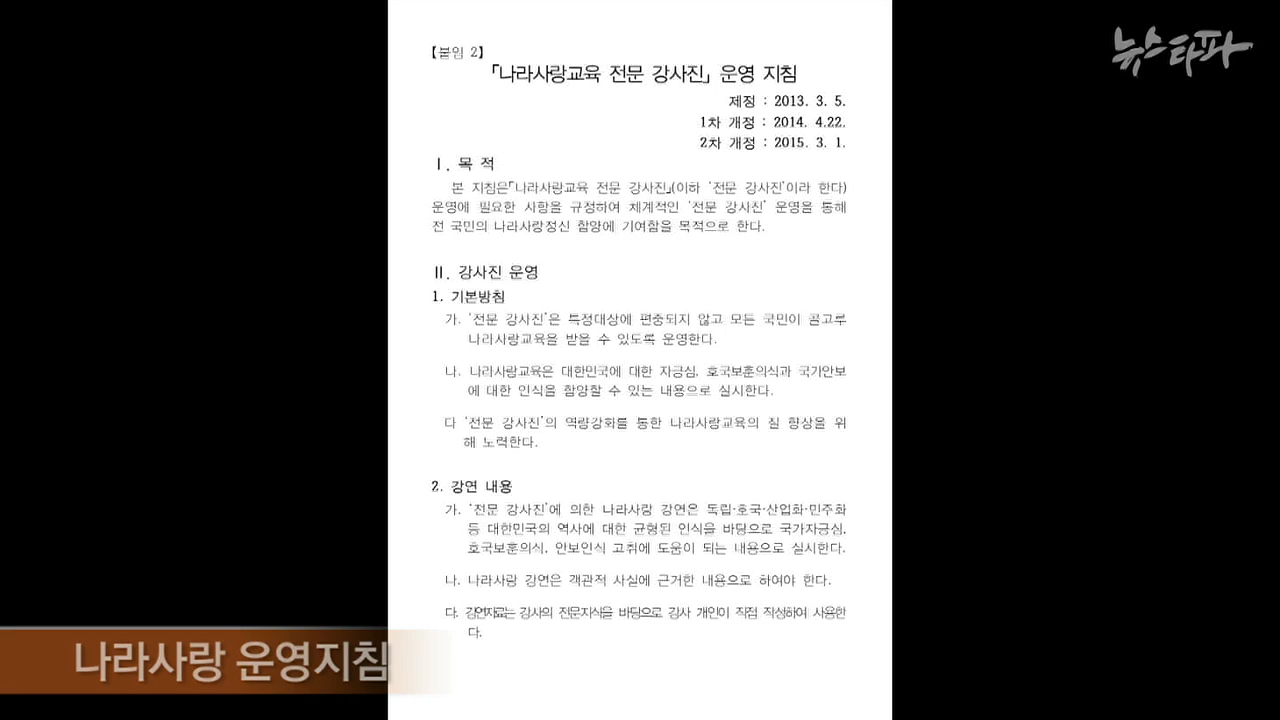 뉴스타파
【붙임 2】
「나라사랑교육 전문 강사진」 운영 지침
제정 : 2013. 3. 5.
1차 개정 : 2014. 4.22.
2차 개정 : 2015. 3. 1.
Ⅰ. 목 적
본 지침은「나라사랑교육 전문 강사진」(이하 '전문 강사진'이라 한다)
운영에 필요한 사항을 규정하여 체계적인 '전문 강사진' 운영을 통해
전 국민의 나라사랑정신 함양에 기여함을 목적으로 한다.
Ⅱ. 강사진 운영
1. 기본방침
가. '전문 강사진'은 특정대상에 편중되지 않고 모든 국민이 골고루
나라사랑교육을 받을 수 있도록 운영한다.
나. 나라사랑교육은 대한민국에 대한 자긍심, 호국보훈의식과 국가안보
에 대한 인식을 함양할 수 있는 내용으로 실시한다.
다 '전문 강사진'의 역량강화를 통한 나라사랑교육의 질 향상을 위
해 노력한다.
2. 강연 내용
가. '전문 강사진'에 의한 나라사랑 강연은 독립·호국·산업화·민주화
등 대한민국의 역사에 대한 균형된 인식을 바탕으로 국가자긍심,
호국보훈의식, 안보인식 고취에 도움이 되는 내용으로 실시한다.
나. 나라사랑 강연은 객관적 사실에 근거한 내용으로 하여야 한다.
다. 강연자료는 강사의 전문지식을 바탕으로 강사 개인이 직접 작성하여 사용한
다.
나라사랑 운영지침